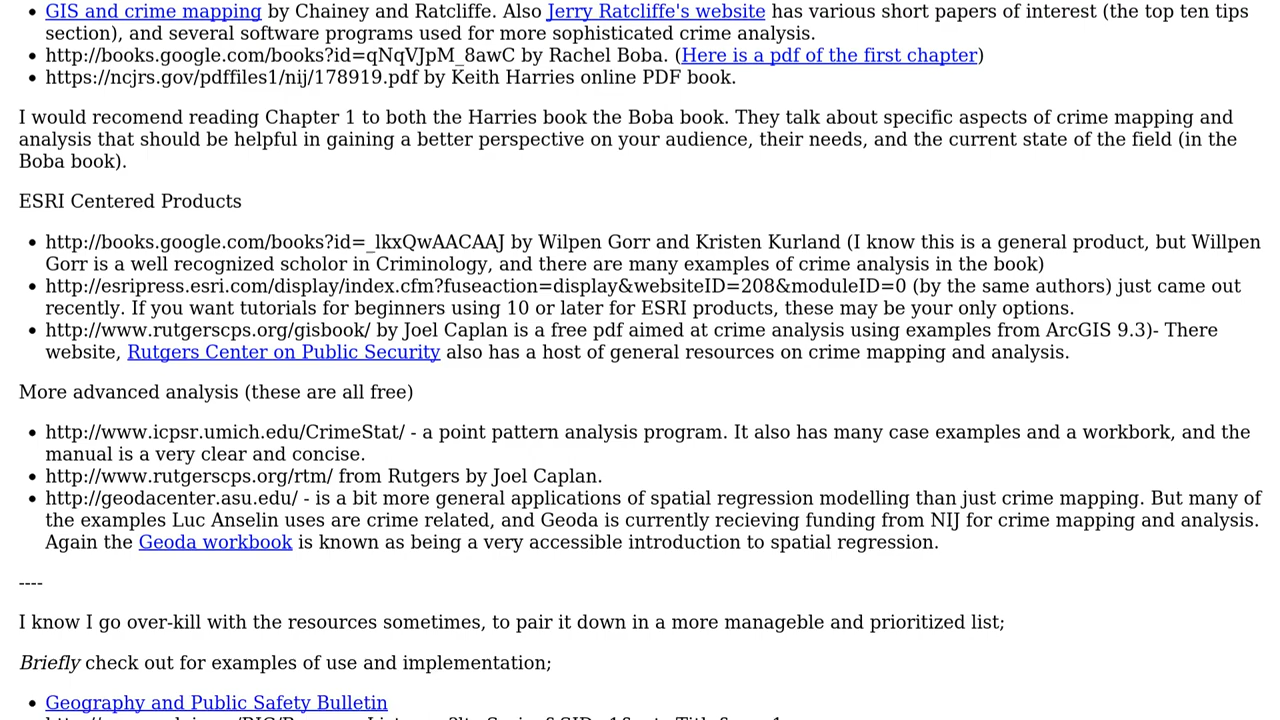 • GIS and crime mapping by Chainey and Ratcliffe. Also Jerry Ratcliffe's website has various short papers of interest (the top ten tips
section), and several software programs used for more sophisticated crime analysis.
• http://books.google.com/books?id=qNqVJpM_8awC by Rachel Boba. (Here is a pdf of the first chapter)
• https://ncjrs.gov/pdffiles1/nij/178919.pdf by Keith Harries online PDF book.
I would recomend reading Chapter 1 to both the Harries book the Boba book. They talk about specific aspects of crime mapping and
analysis that should be helpful in gaining a better perspective on your audience, their needs, and the current state of the field (in the
Boba book).
ESRI Centered Products
• http://books.google.com/books?id=_lkxQwAACAAJ by Wilpen Gorr and Kristen Kurland (I know this is a general product, but Willpen
Gorr is a well recognized scholor in Criminology, and there are many examples of crime analysis in the book)
• http://esripress.esri.com/display/index.cfm?fuseaction=display&websiteID=208&moduleID=0 (by the same authors) just came out
recently. If you want tutorials for beginners using 10 or later for ESRI products, these may be your only options.
• http://www.rutgerscps.org/gisbook/ by Joel Caplan is a free pdf aimed at crime analysis using examples from ArcGIS 9.3)- There
website, Rutgers Center on Public Security also has a host of general resources on crime mapping and analysis.
More advanced analysis (these are all free)
• http://www.icpsr.umich.edu/CrimeStat/ - a point pattern analysis program. It also has many case examples and a workbork, and the
manual is a very clear and concise.
• http://www.rutgerscps.org/rtm/ from Rutgers by Joel Caplan.
• http://geodacenter.asu.edu/ - is a bit more general applications of spatial regression modelling than just crime mapping. But many of
the examples Luc Anselin uses are crime related, and Geoda is currently recieving funding from NIJ for crime mapping and analysis.
Again the Geoda workbook is known as being a very accessible introduction to spatial regression.
----
I know I go over-kill with the resources sometimes, to pair it down in a more manageble and prioritized list;
Briefly check out for examples of use and implementation;
• Geography and Public Safety Bulletin